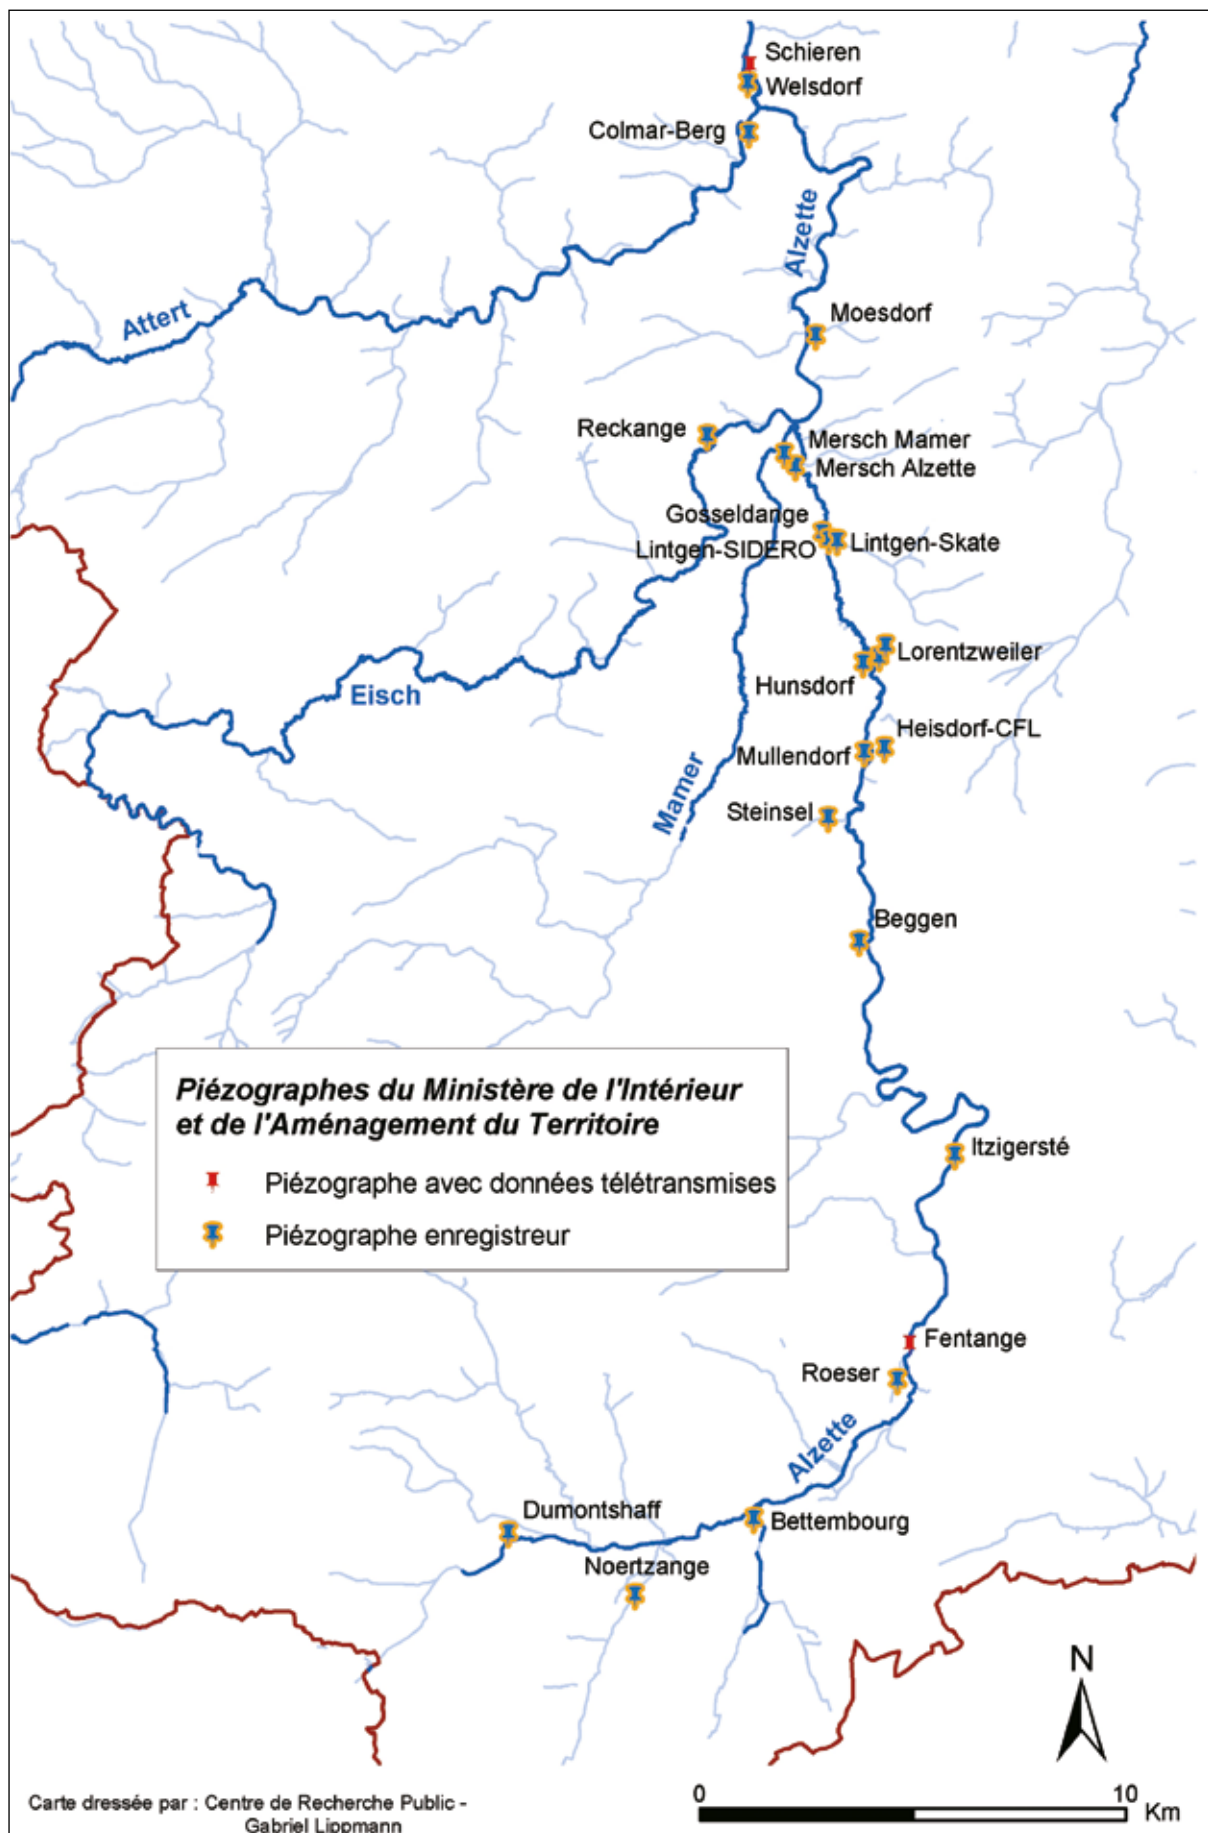 Schieren
Welsdorf
Colmar-Berg
Alzette
Attert
Moesdorf
Reckange
Mersch Mamer
Mersch Alzette
Gosseldange
Lintgen-SIDERO
Lintgen-Skate
Lorentzweiler
Hunsdorf
Eisch
Heisdorf-CFL
Mullendorf
Mamer
Steinsel
Beggen
Piézographes du Ministère de l'Intérieur
et de l'Aménagement du Territoire
Piézographe avec données télétransmises
Piézographe enregistreur
Itzigersté
Fentange
Roeser
Alzette
Dumontshaff
Bettembourg
Noertzange
N
0 10
Km
Carte dressée par : Centre de Recherche Public -
Gabriel Lippmann